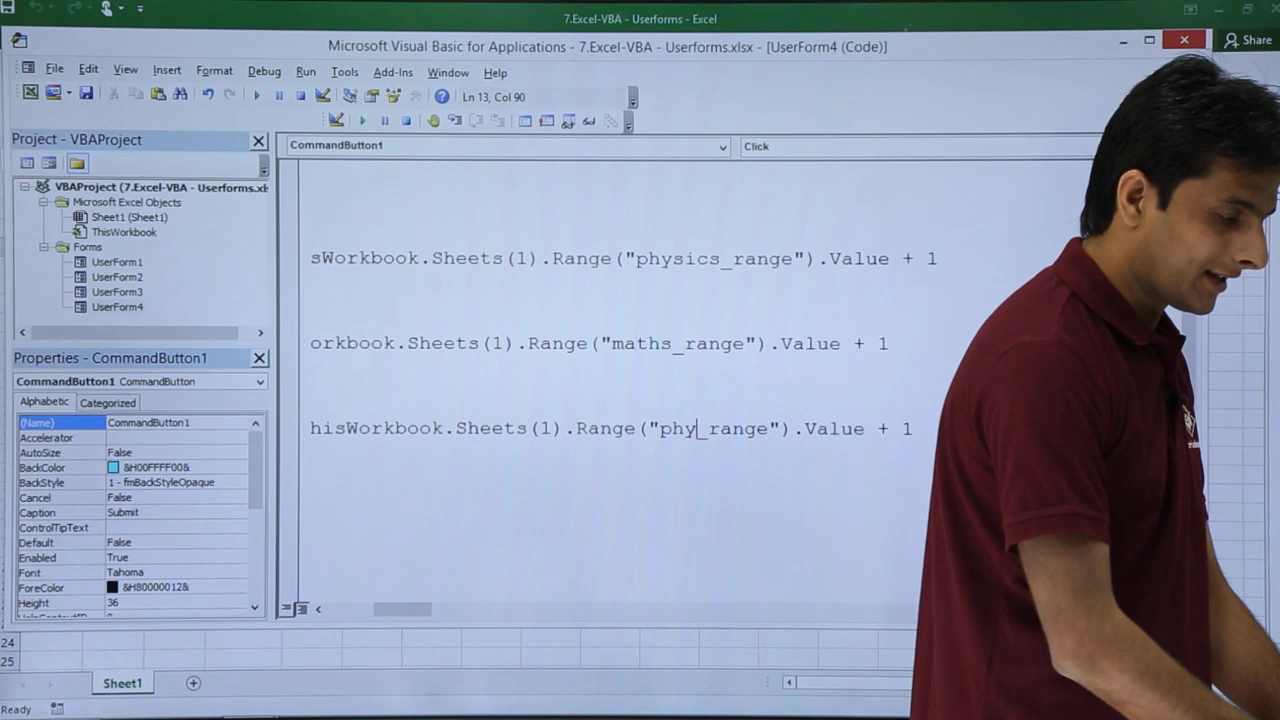 7.Excel-VBA - Userforms - Excel
Share
Microsoft Visual Basic for Applications - 7.Excel-VBA - Userforms.xlsx - [UserForm4 (Code)]
File Edit View Insert Format Debug Run Tools Add-Ins Window Help
Ln 13, Col 90
Project - VBAProject
CommandButton1
Click
VBAProject (7.Excel-VBA - Userforms.xls
Microsoft Excel Objects
Sheet1 (Sheet1)
ThisWorkbook
Forms
UserForm1
UserForm2
UserForm3
UserForm4
sWorkbook.Sheets(1).Range("physics_range").Value + 1
orkbook.Sheets(1).Range("maths_range").Value + 1
hisWorkbook.Sheets(1).Range("phy_range").Value + 1
Properties - CommandButton1
CommandButton1 CommandButton
Alphabetic Categorized
(Name) CommandButton1
Accelerator
AutoSize False
BackColor &H00FFFF00&
BackStyle 1 - fmBackStyleOpaque
Cancel False
Caption Submit
ControlTipText
Default False
Enabled True
Font Tahoma
ForeColor &H80000012&
Height 36
24
25
Sheet1
Ready